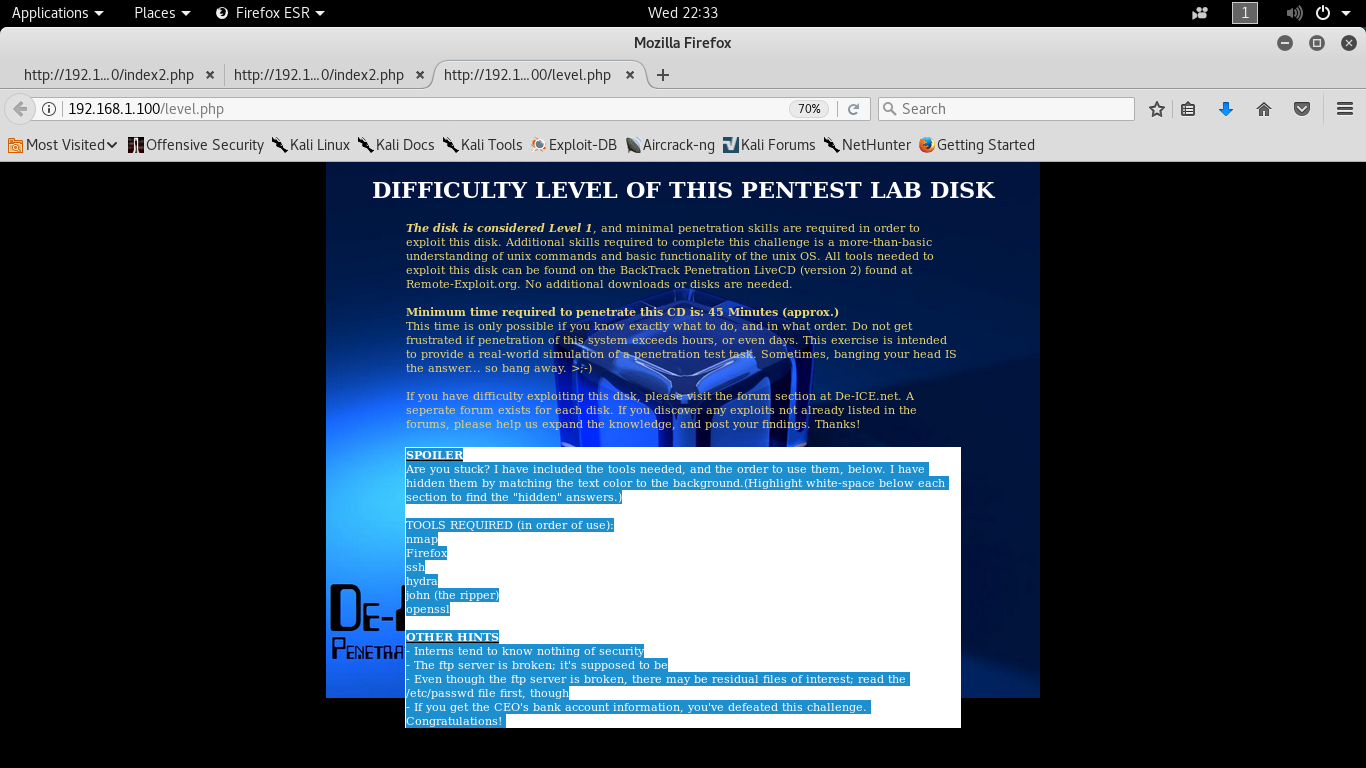 Applications Places Firefox ESR Wed 22:33 1
Mozilla Firefox
http://192.1...0/index2.php × http://192.1...0/index2.php × http://192.1...00/level.php × +
192.168.1.100/level.php 70% Search
Most Visited Offensive Security Kali Linux Kali Docs Kali Tools Exploit-DB Aircrack-ng Kali Forums NetHunter Getting Started
DIFFICULTY LEVEL OF THIS PENTEST LAB DISK
The disk is considered Level 1, and minimal penetration skills are required in order to
exploit this disk. Additional skills required to complete this challenge is a more-than-basic
understanding of unix commands and basic functionality of the unix OS. All tools needed to
exploit this disk can be found on the BackTrack Penetration LiveCD (version 2) found at
Remote-Exploit.org. No additional downloads or disks are needed.
Minimum time required to penetrate this CD is: 45 Minutes (approx.)
This time is only possible if you know exactly what to do, and in what order. Do not get
frustrated if penetration of this system exceeds hours, or even days. This exercise is intended
to provide a real-world simulation of a penetration test task. Sometimes, banging your head IS
the answer... so bang away. >;-)
If you have difficulty exploiting this disk, please visit the forum section at De-ICE.net. A
seperate forum exists for each disk. If you discover any exploits not already listed in the
forums, please help us expand the knowledge, and post your findings. Thanks!
SPOILER
Are you stuck? I have included the tools needed, and the order to use them, below. I have
hidden them by matching the text color to the background.(Highlight white-space below each
section to find the "hidden" answers.)
TOOLS REQUIRED (in order of use):
nmap
Firefox
ssh
hydra
john (the ripper)
openssl
OTHER HINTS
- Interns tend to know nothing of security
- The ftp server is broken; it's supposed to be
- Even though the ftp server is broken, there may be residual files of interest; read the
/etc/passwd file first, though
- If you get the CEO's bank account information, you've defeated this challenge.
Congratulations!
De-
Penetra